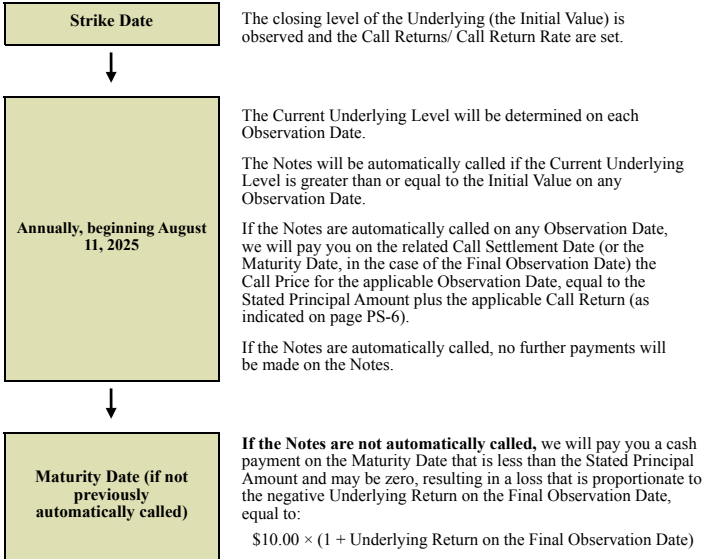 Strike Date
The closing level of the Underlying (the Initial Value) is
observed and the Call Returns/ Call Return Rate are set.
Annually, beginning August
11, 2025
The Current Underlying Level will be determined on each
Observation Date.
The Notes will be automatically called if the Current Underlying
Level is greater than or equal to the Initial Value on any
Observation Date.
If the Notes are automatically called on any Observation Date,
we will pay you on the related Call Settlement Date (or the
Maturity Date, in the case of the Final Observation Date) the
Call Price for the applicable Observation Date, equal to the
Stated Principal Amount plus the applicable Call Return (as
indicated on page PS-6).
If the Notes are automatically called, no further payments will
be made on the Notes.
Maturity Date (if not
previously
automatically called)
If the Notes are not automatically called, we will pay you a cash
payment on the Maturity Date that is less than the Stated Principal
Amount and may be zero, resulting in a loss that is proportionate to
the negative Underlying Return on the Final Observation Date,
equal to:
$10.00 × (1 + Underlying Return on the Final Observation Date)